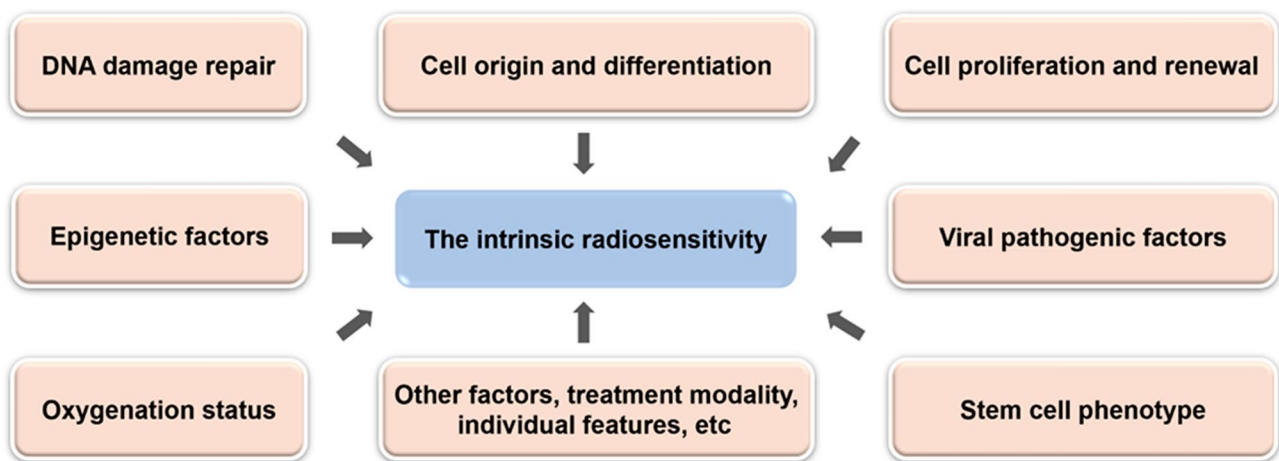 DNA damage repair
Cell origin and differentiation
Cell proliferation and renewal
Epigenetic factors
The intrinsic radiosensitivity
Viral pathogenic factors
Oxygenation status
Other factors, treatment modality,
individual features, etc
Stem cell phenotype